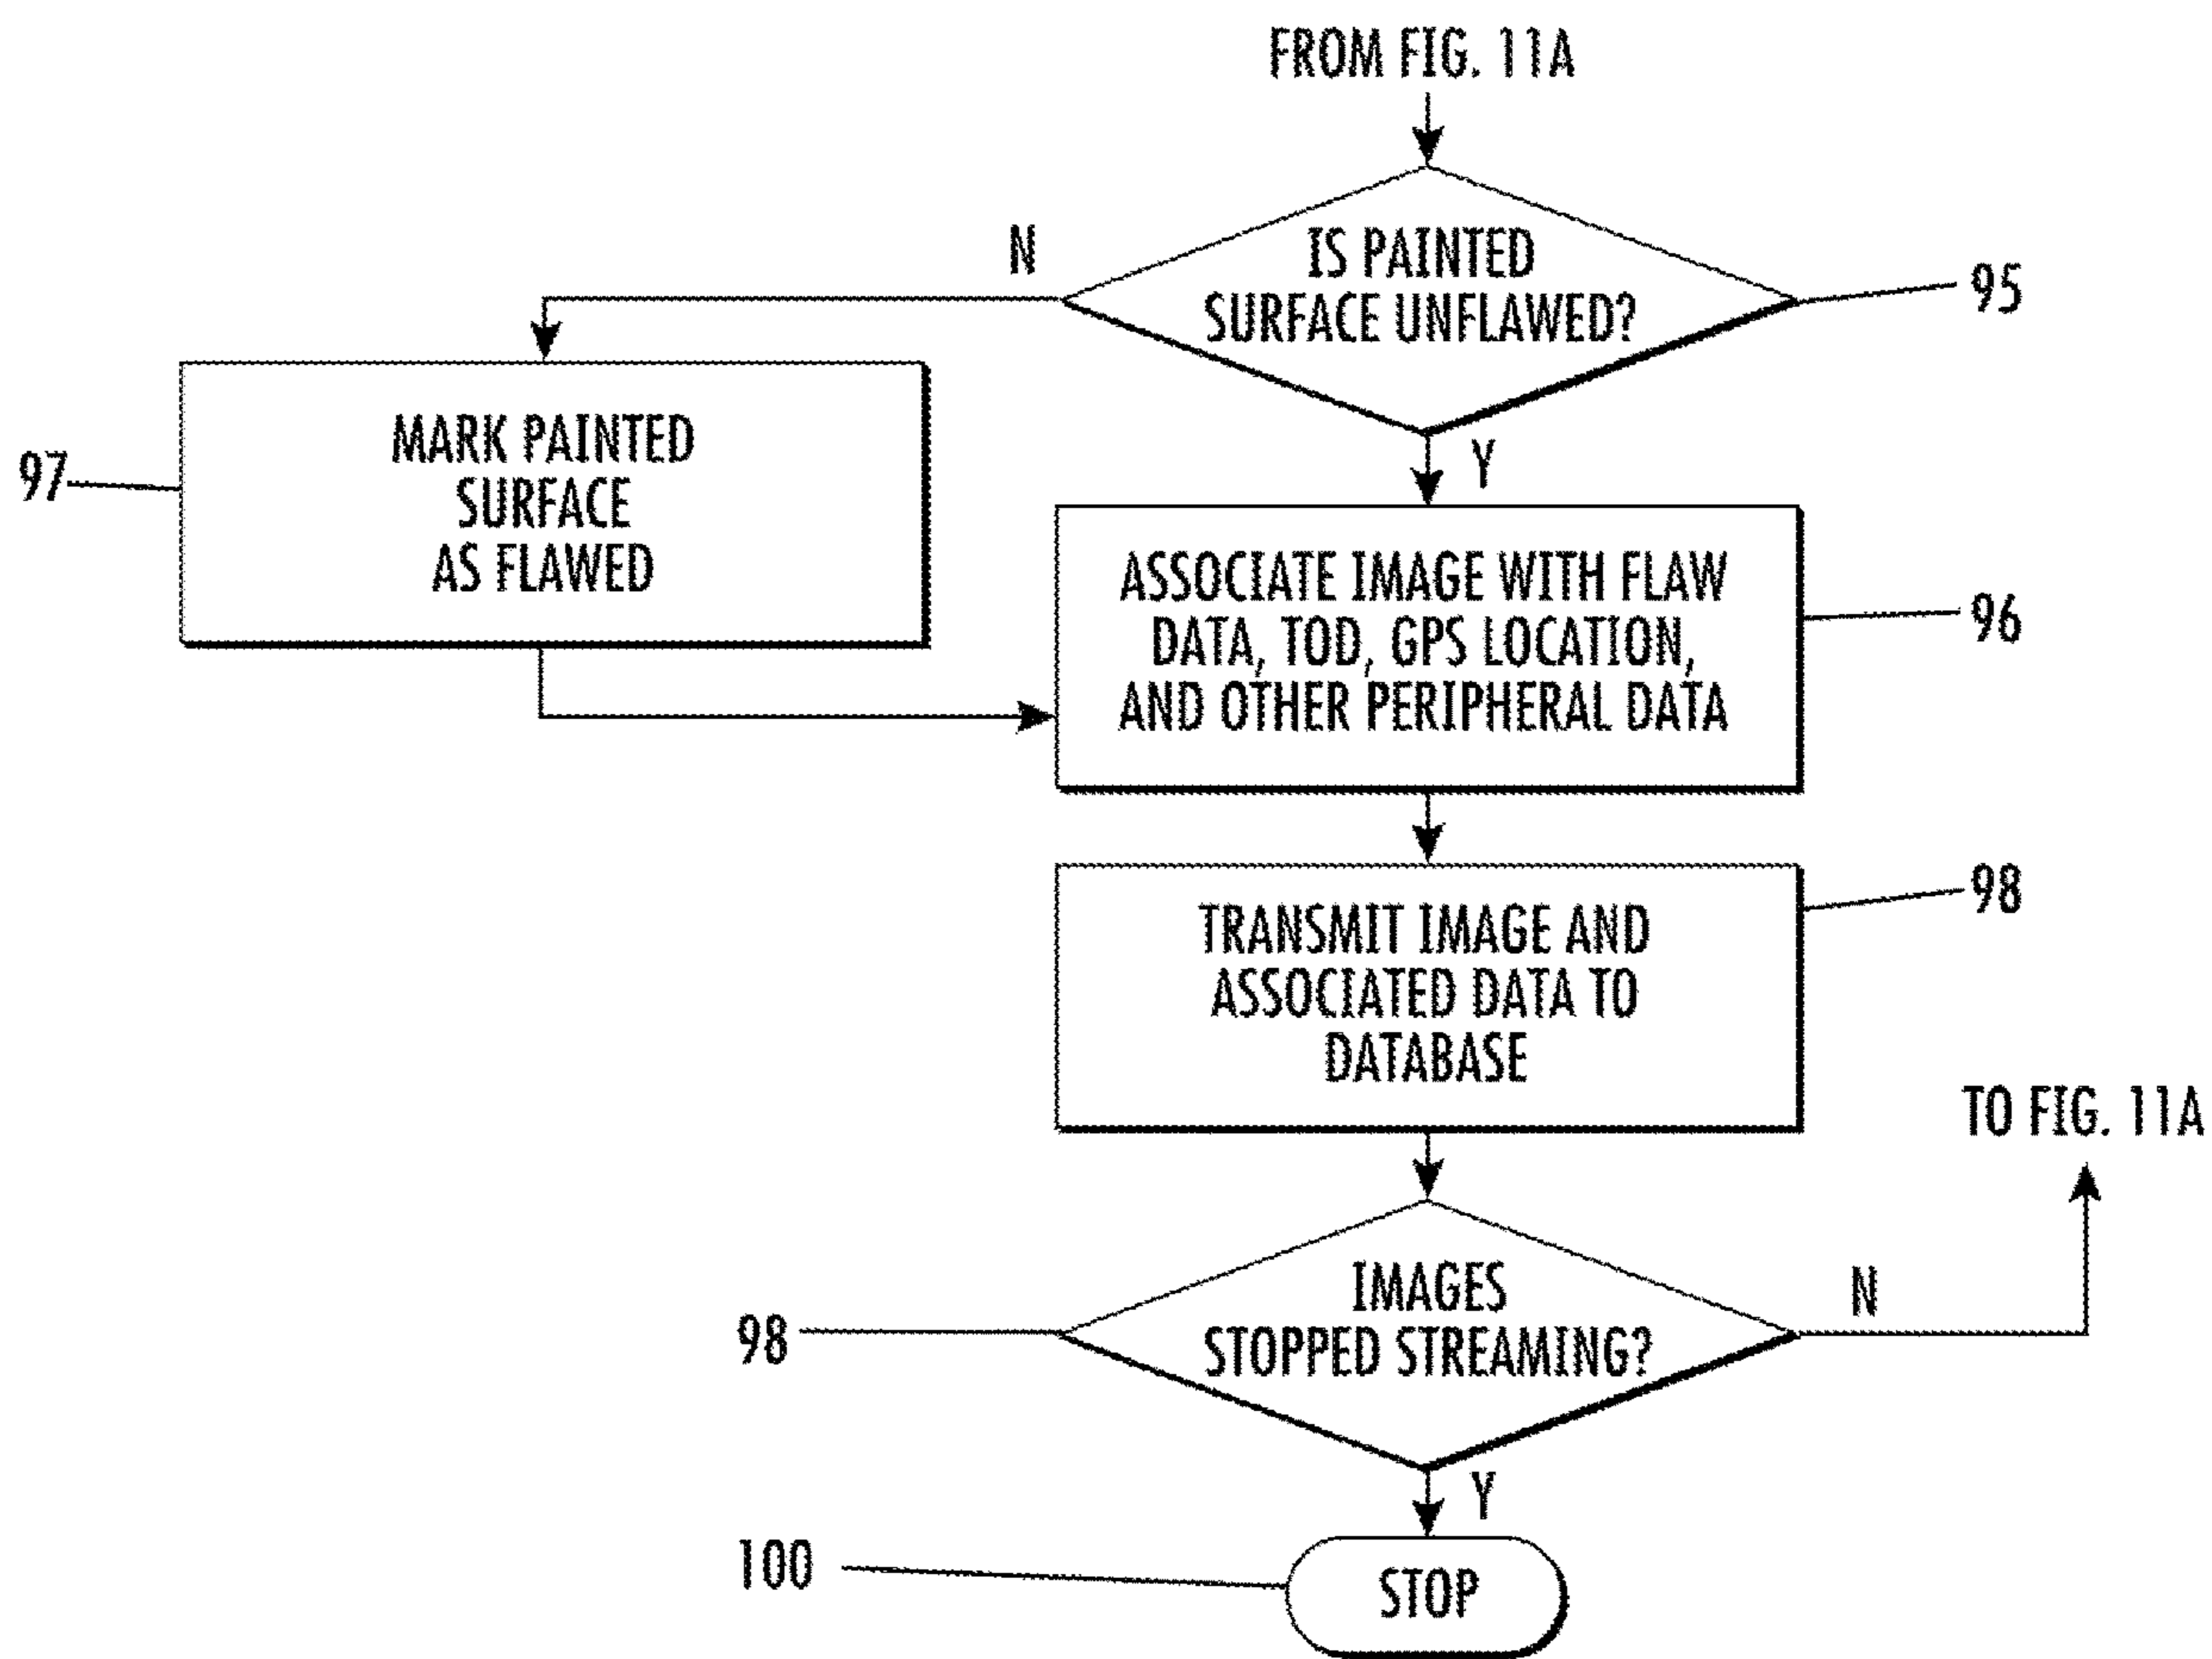 FROM FIG. 11A
N
IS PAINTED
SURFACE UNFLAWED?
95
Y
97
MARK PAINTED
SURFACE
AS FLAWED
ASSOCIATE IMAGE WITH FLAW
DATA, TOD, GPS LOCATION,
AND OTHER PERIPHERAL DATA
96
TRANSMIT IMAGE AND
ASSOCIATED DATA TO
DATABASE
98
TO FIG. 11A
98
IMAGES
STOPPED STREAMING?
N
Y
100
STOP